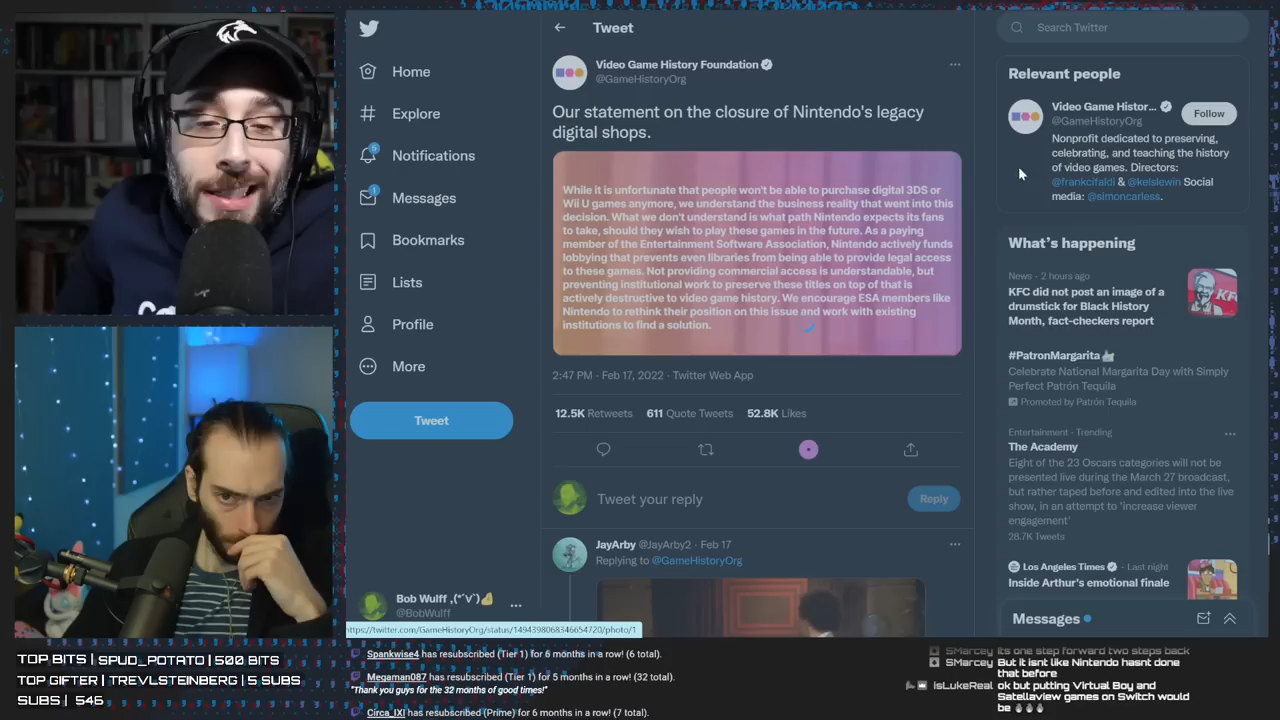 Home
Explore
5
Notifications
1
Messages
Bookmarks
Lists
Profile
More
Tweet
Bob Wulff ,(*´∀`)
@BobWulff
Tweet
Video Game History Foundation
@GameHistoryOrg
Our statement on the closure of Nintendo's legacy
digital shops.
While it is unfortunate that people won't be able to purchase digital 3DS or
Wii U games anymore, we understand the business reality that went into this
decision. What we don't understand is what path Nintendo expects its fans
to take, should they wish to play these games in the future. As a paying
member of the Entertainment Software Association, Nintendo actively funds
lobbying that prevents even libraries from being able to provide legal access
to these games. Not providing commercial access is understandable, but
preventing institutional work to preserve these titles on top of that is
actively destructive to video game history. We encourage ESA members like
Nintendo to rethink their position on this issue and work with existing
institutions to find a solution.
2:47 PM · Feb 17, 2022 · Twitter Web App
12.5K Retweets 611 Quote Tweets 52.8K Likes
Tweet your reply
Reply
JayArby @JayArby2 · Feb 17
Replying to @GameHistoryOrg
https://twitter.com/GameHistoryOrg/status/1494398068346654720/photo/1
Search Twitter
Relevant people
Video Game Histor...
@GameHistoryOrg
Follow
Nonprofit dedicated to preserving,
celebrating, and teaching the history
of video games. Directors:
@frankcifaldi & @kelslewin Social
media: @simoncarless.
What's happening
News · 2 hours ago
KFC did not post an image of a
drumstick for Black History
Month, fact-checkers report
#PatronMargarita
Celebrate National Margarita Day with Simply
Perfect Patrón Tequila
Promoted by Patrón Tequila
Entertainment · Trending
The Academy
Eight of the 23 Oscars categories will not be
presented live during the March 27 broadcast,
but rather taped before and edited into the live
show, in an attempt to 'increase viewer
engagement'
28.7K Tweets
Los Angeles Times · Last night
Inside Arthur's emotional finale
Messages
TOP BITS | SPUD_POTATO | 500 BITS
TOP GIFTER | TREVLSTEINBERG | 5 SUBS
SUBS | 546
Spankwise4 has resubscribed (Tier 1) for 6 months in a row! (6 total).
Megaman087 has resubscribed (Tier 1) for 5 months in a row! (32 total).
"Thank you guys for the 32 months of good times!"
Circa_IXI has resubscribed (Prime) for 6 months in a row! (7 total).
SMarcey its one step forward two steps back
SMarcey But it isnt like Nintendo hasnt done
that before
isLukeReal ok but putting Virtual Boy and
Satellaview games on Switch would
be